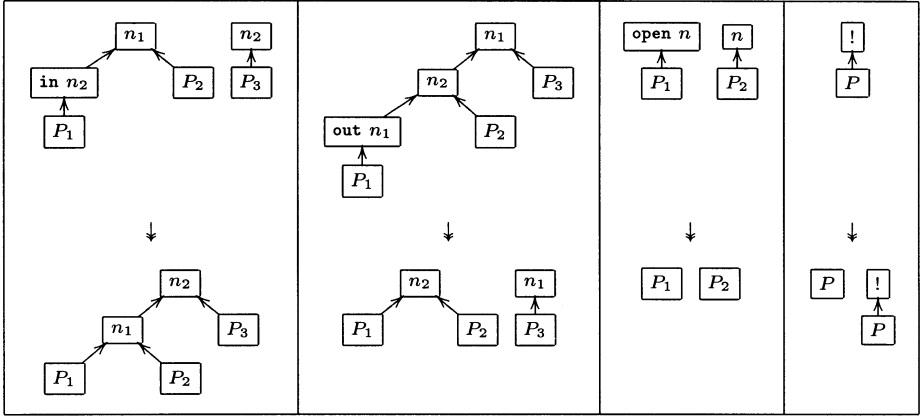 n₁ n₂
in n₂ P₂ P₃
P₁
n₂
n₁ P₃
P₁ P₂
n₁
n₂ P₃
out n₁ P₂
P₁
n₂ n₁
P₁ P₂ P₃
open n n
P₁ P₂
P₁ P₂
!
P
P !
P